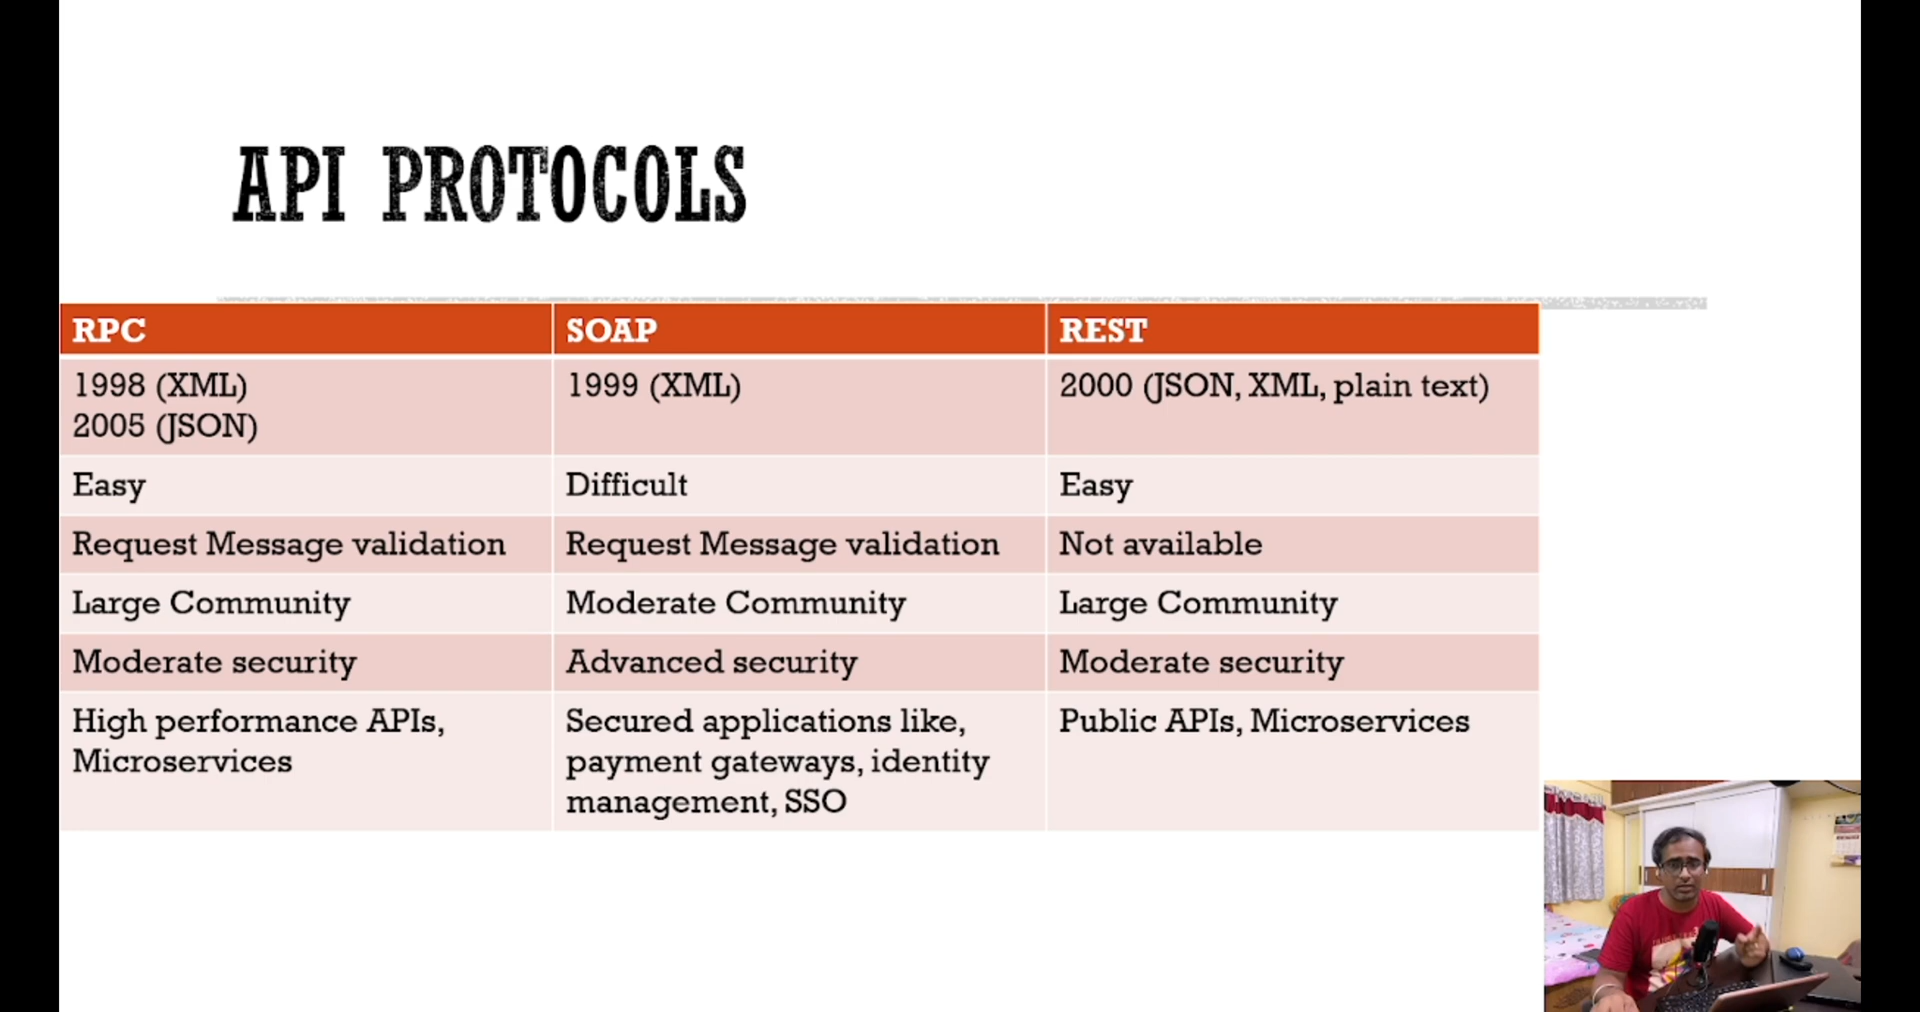 API PROTOCOLS
RPC
SOAP
REST
1998 (XML)
2005 (JSON)
1999 (XML)
2000 (JSON, XML, plain text)
Easy
Difficult
Easy
Request Message validation
Request Message validation
Not available
Large Community
Moderate Community
Large Community
Moderate security
Advanced security
Moderate security
High performance APIs,
Microservices
Secured applications like,
payment gateways, identity
management, SSO
Public APIs, Microservices